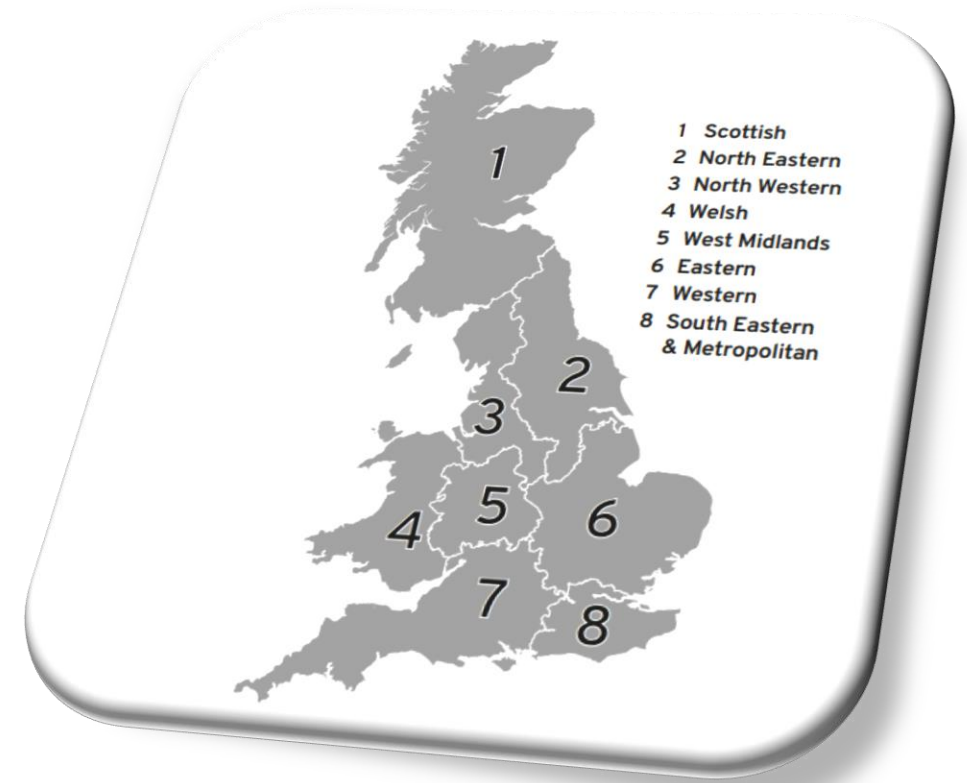 1 Scottish
2 North Eastern
3 North Western
4 Welsh
5 West Midlands
6 Eastern
7 Western
8 South Eastern
& Metropolitan
1
2
3
5
4
6
7
8